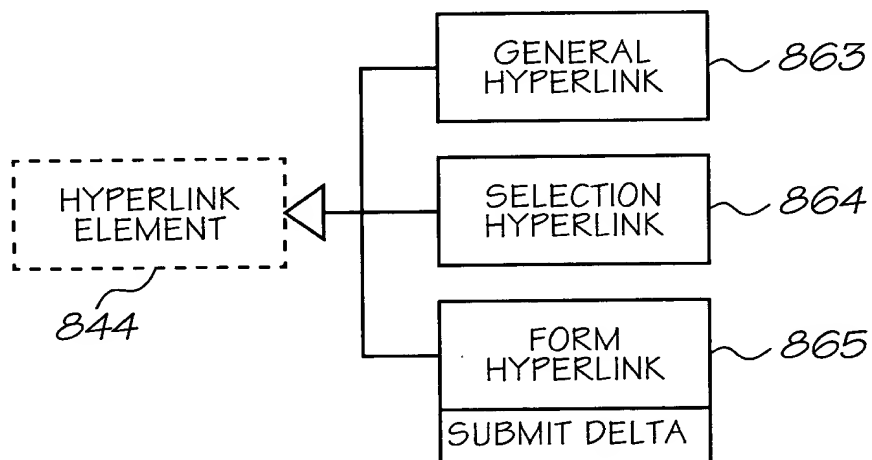 GENERAL
HYPERLINK
863
HYPERLINK
ELEMENT
844
SELECTION
HYPERLINK
864
FORM
HYPERLINK
865
SUBMIT DELTA